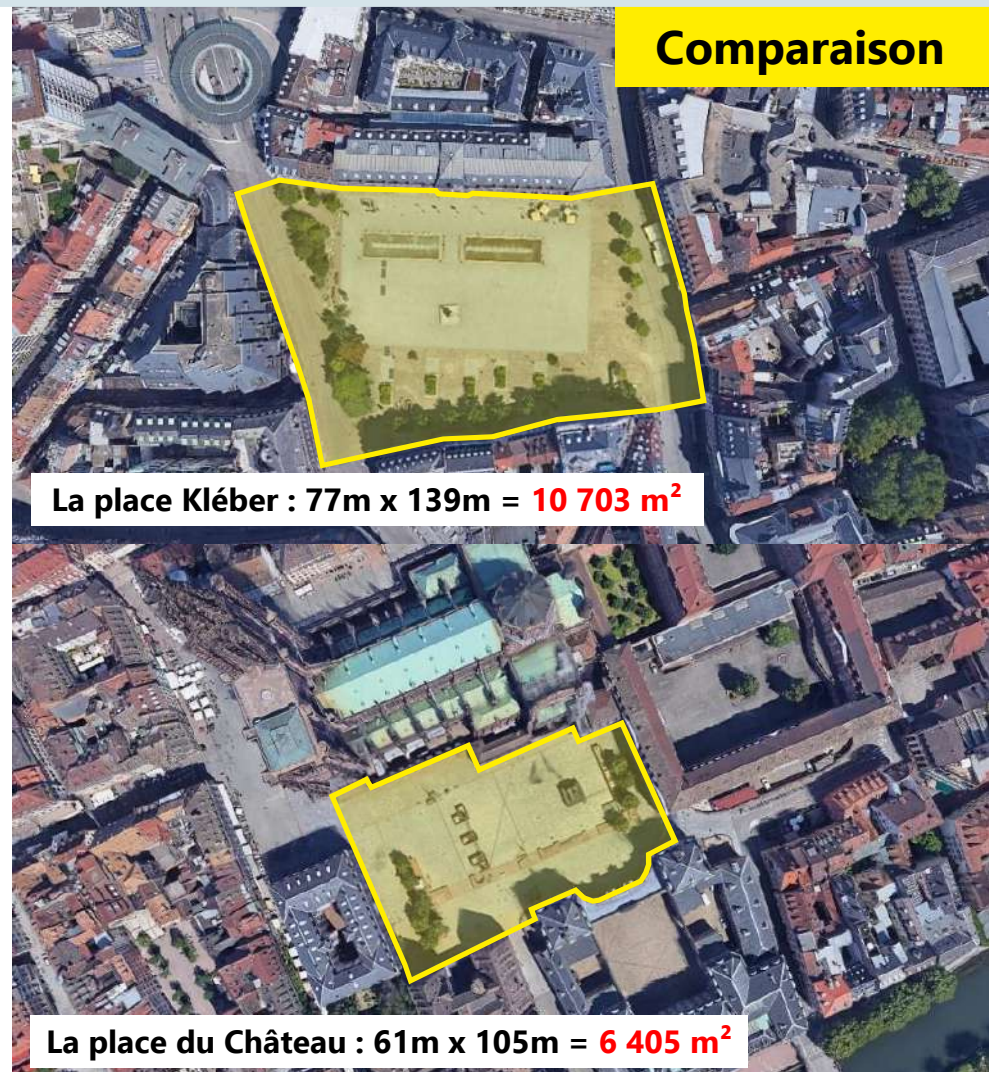 Comparaison
La place Kléber : 77m x 139m = 10 703 m²
La place du Château : 61m x 105m = 6 405 m²